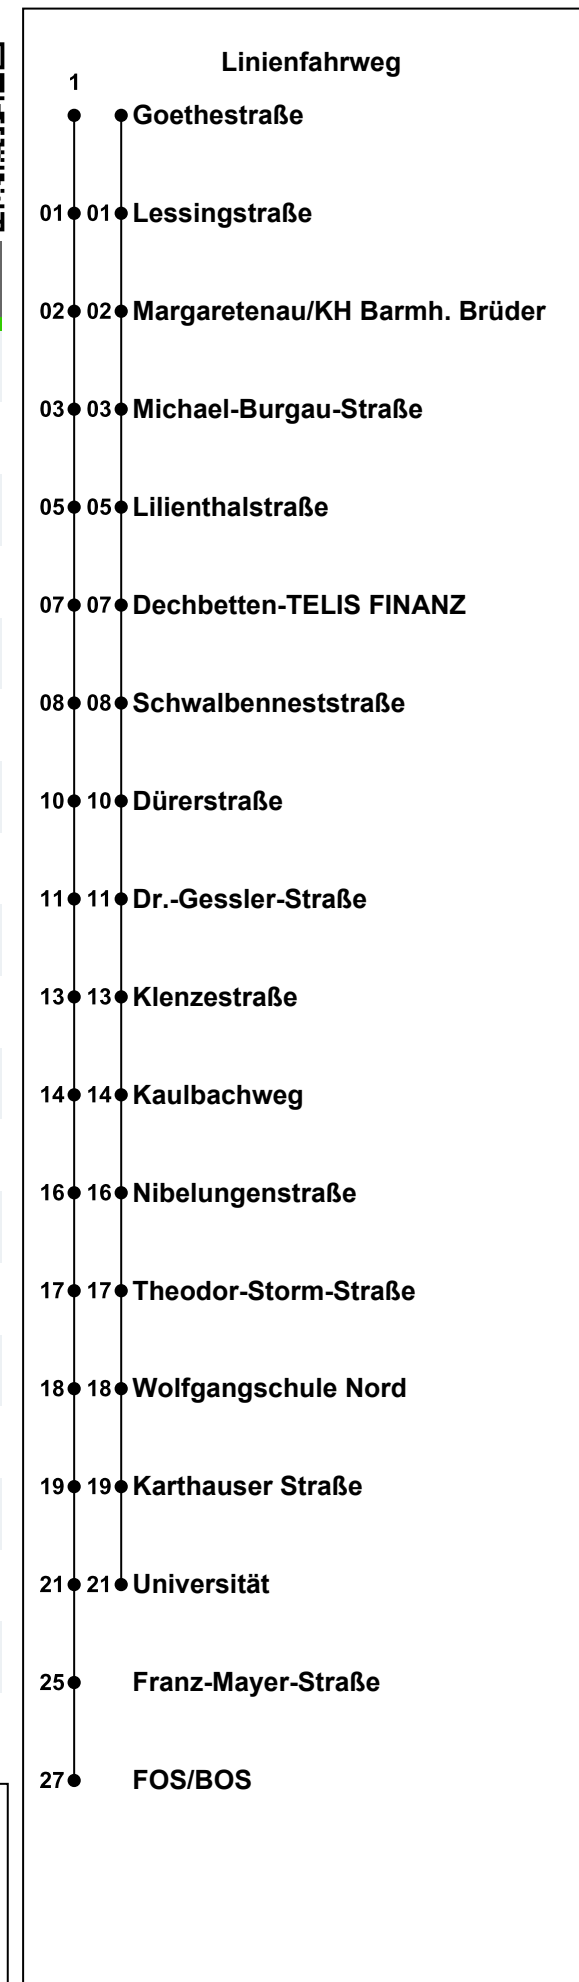 Linienfahrweg
1
Goethestraße
01 01 Lessingstraße
02 02 Margaretenau/KH Barmh. Brüder
03 03 Michael-Burgau-Straße
05 05 Lilienthalstraße
07 07 Dechbetten-TELIS FINANZ
08 08 Schwalbenneststraße
10 10 Dürerstraße
11 11 Dr.-Gessler-Straße
13 13 Klenzestraße
14 14 Kaulbachweg
16 16 Nibelungenstraße
17 17 Theodor-Storm-Straße
18 18 Wolfgangschule Nord
19 19 Karthauser Straße
21 21 Universität
25 Franz-Mayer-Straße
27 FOS/BOS